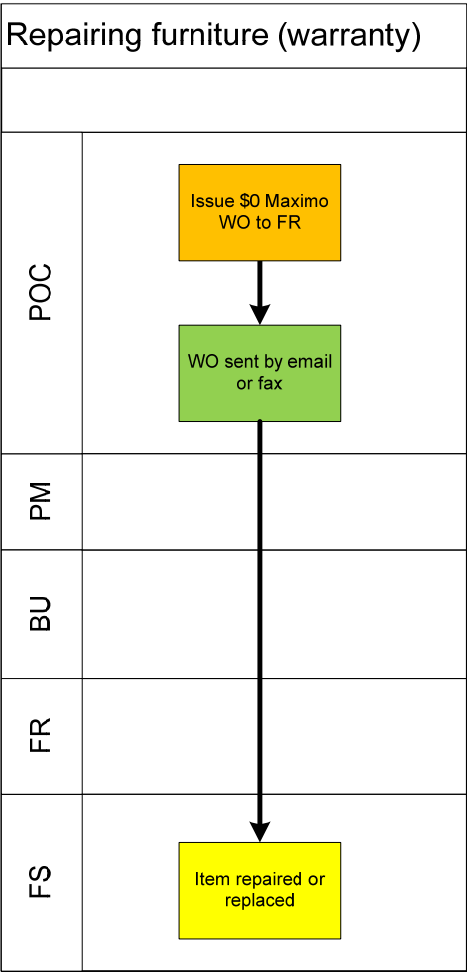 Repairing furniture (warranty)
POC
Issue $0 Maximo
WO to FR
WO sent by email
or fax
PM
BU
FR
FS
Item repaired or
replaced